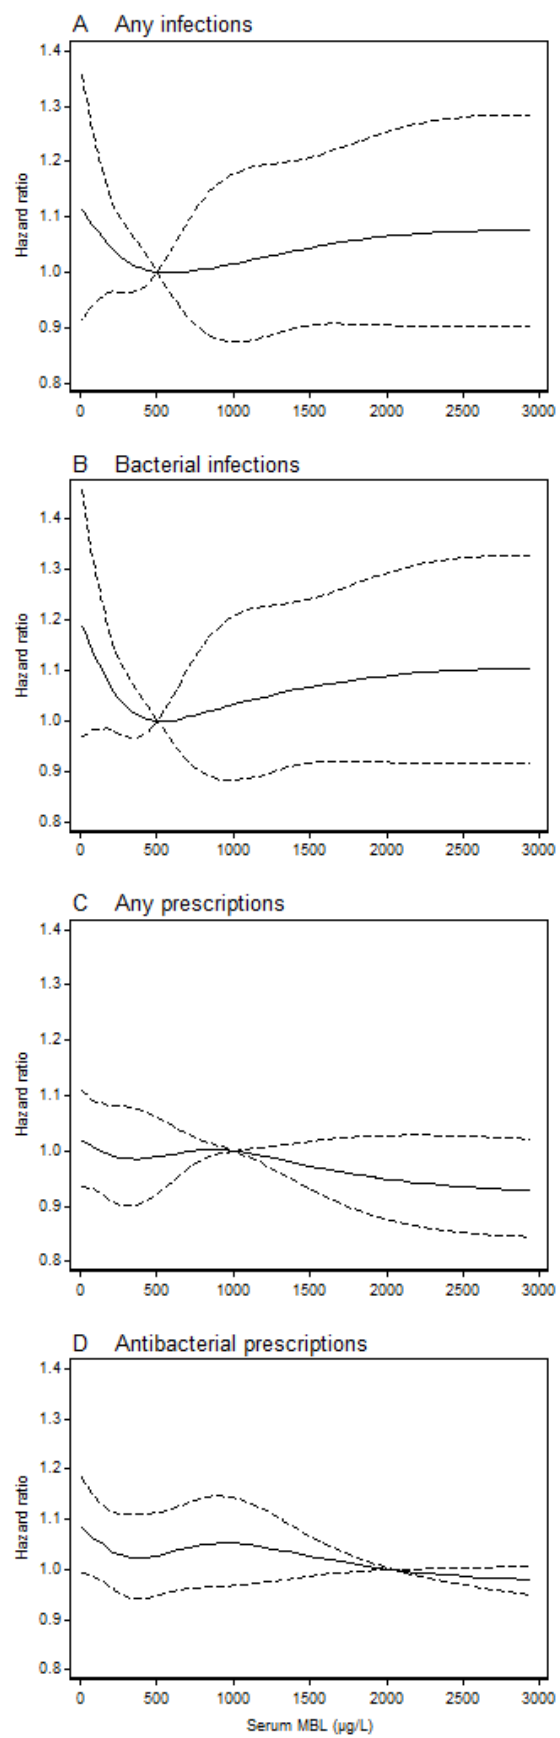 A Any infections
1.4
1.3
1.2
1.1
1.0
0.9
0.8
Hazard ratio
0 500 1000 1500 2000 2500 3000
B Bacterial infections
1.4
1.3
1.2
1.1
1.0
0.9
0.8
Hazard ratio
0 500 1000 1500 2000 2500 3000
C Any prescriptions
1.4
1.3
1.2
1.1
1.0
0.9
0.8
Hazard ratio
0 500 1000 1500 2000 2500 3000
D Antibacterial prescriptions
1.4
1.3
1.2
1.1
1.0
0.9
0.8
Hazard ratio
0 500 1000 1500 2000 2500 3000
Serum MBL (µg/L)